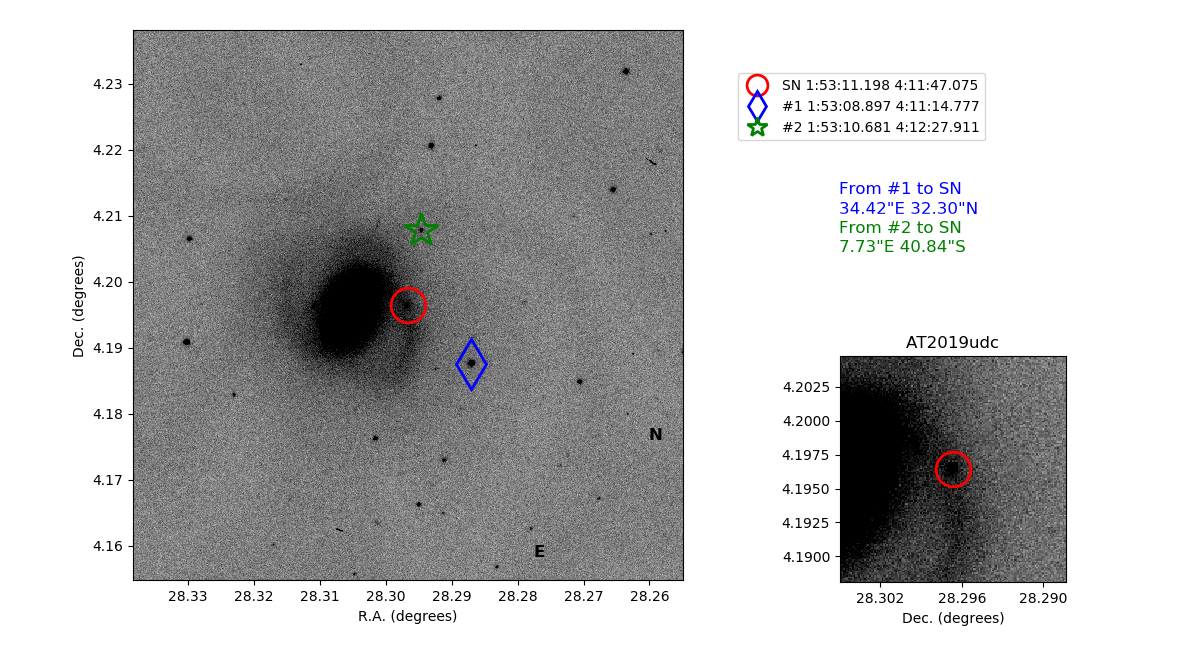 4.23
4.22
4.21
4.20
4.19
4.18
4.17
4.16
Dec. (degrees)
28.33 28.32 28.31 28.30 28.29 28.28 28.27 28.26
R.A. (degrees)
N
E
SN 1:53:11.198 4:11:47.075
#1 1:53:08.897 4:11:14.777
#2 1:53:10.681 4:12:27.911
From #1 to SN
34.42"E 32.30"N
From #2 to SN
7.73"E 40.84"S
AT2019udc
4.2025
4.2000
4.1975
4.1950
4.1925
4.1900
28.302 28.296 28.290
Dec. (degrees)